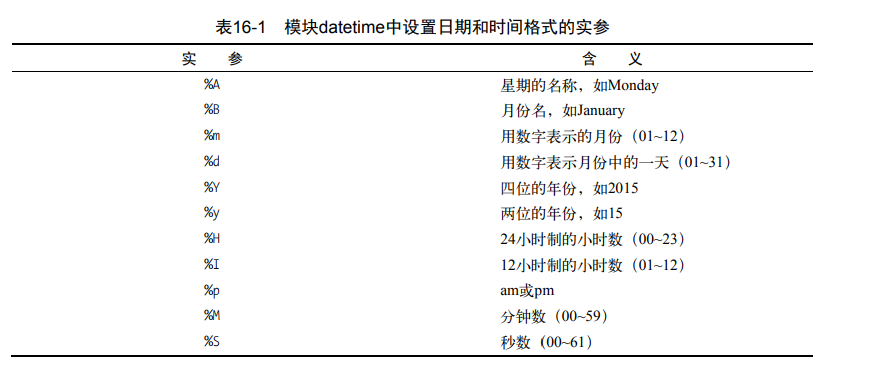 表16-1 模块datetime中设置日期和时间格式的实参
实 参 含 义
%A 星期的名称，如Monday
%B 月份名，如January
%m 用数字表示的月份（01~12）
%d 用数字表示月份中的一天（01~31）
%Y 四位的年份，如2015
%y 两位的年份，如15
%H 24小时制的小时数（00~23）
%I 12小时制的小时数（01~12）
%p am或pm
%M 分钟数（00~59）
%S 秒数（00~61）